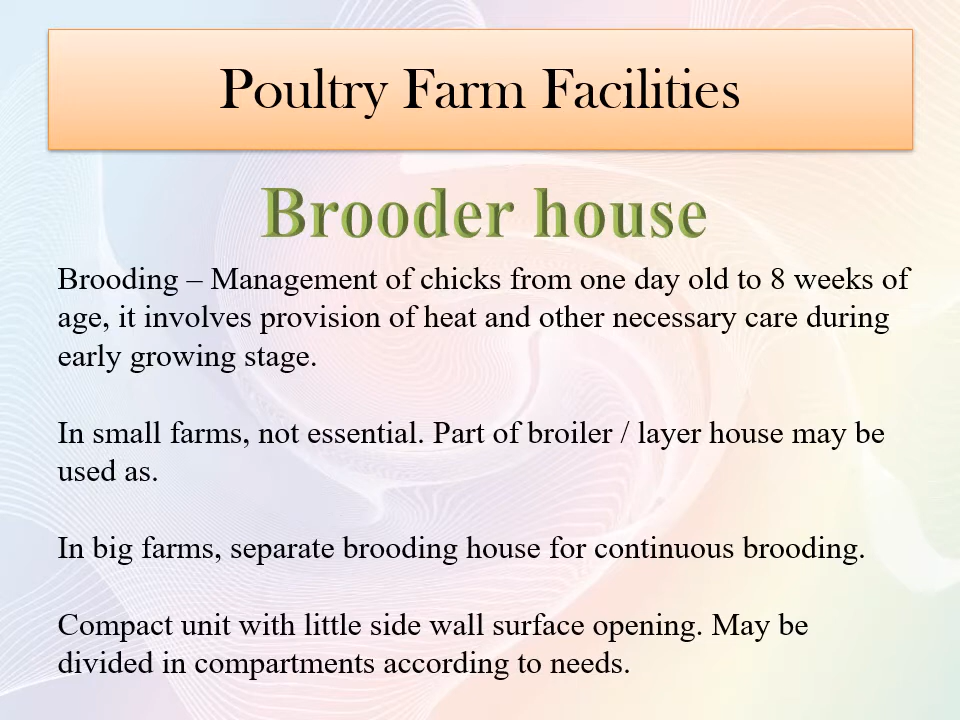 Poultry Farm Facilities
Brooder house
Brooding – Management of chicks from one day old to 8 weeks of
age, it involves provision of heat and other necessary care during
early growing stage.
In small farms, not essential. Part of broiler / layer house may be
used as.
In big farms, separate brooding house for continuous brooding.
Compact unit with little side wall surface opening. May be
divided in compartments according to needs.